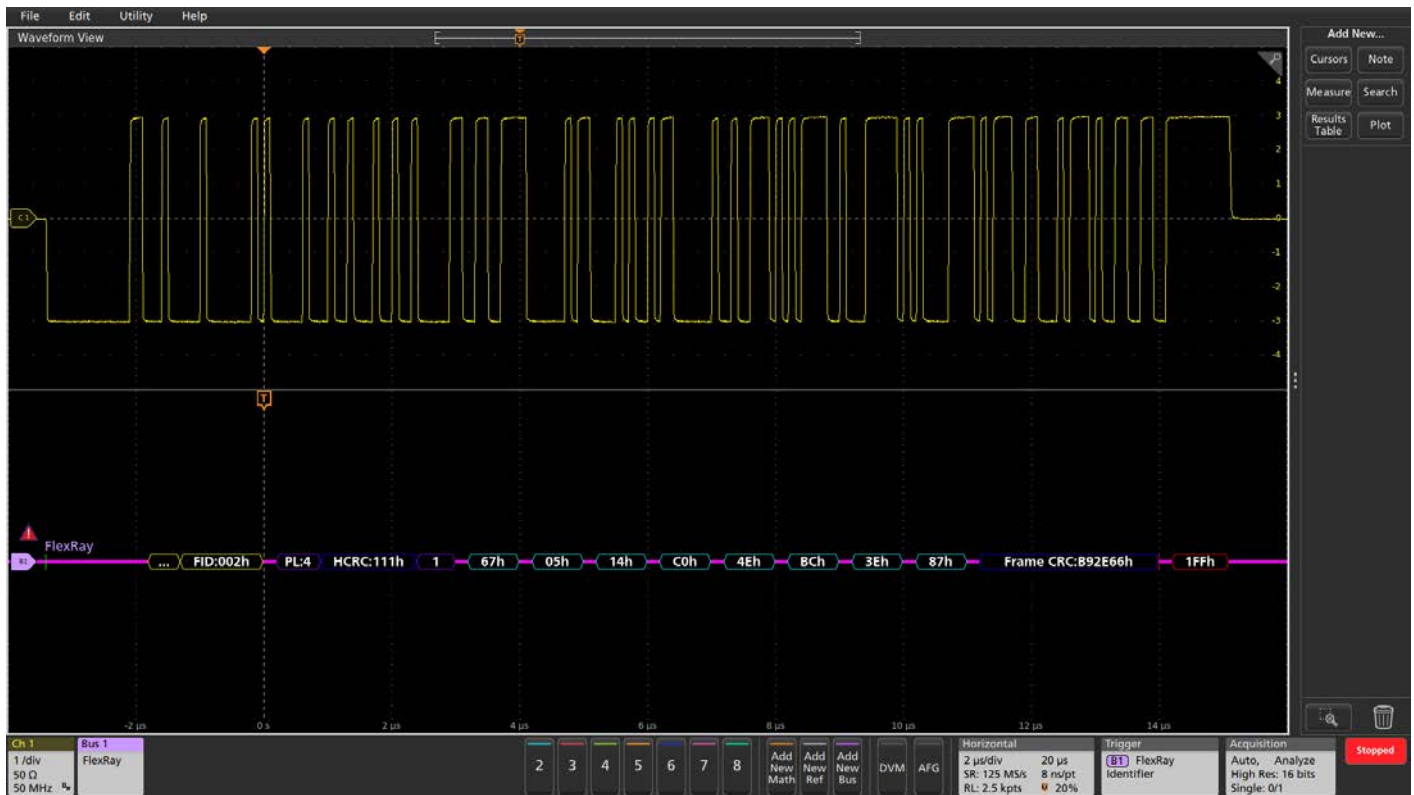 File Edit Utility Help
Waveform View
Add New...
Cursors Note
Measure Search
Results Table Plot
T
4
3
2
1
0
-1
-2
-3
-4
C1
T
FlexRay
B1
... FID:002h PL:4 HCRC:111h 1 67h 05h 14h C0h 4Eh BCh 3Eh 87h Frame CRC:B92E66h 1FFh
-2 µs 0 s 2 µs 4 µs 6 µs 8 µs 10 µs 12 µs 14 µs
Ch 1
1 /div
50 Ω
50 MHz
Bus 1
FlexRay
2 3 4 5 6 7 8
Add New Math
Add New Ref
Add New Bus
DVM AFG
Horizontal
2 µs/div 20 µs
SR: 125 MS/s 8 ns/pt
RL: 2.5 kpts 20%
Trigger
B1 FlexRay
Identifier
Acquisition
Auto, Analyze
High Res: 16 bits
Single: 0/1
Stopped